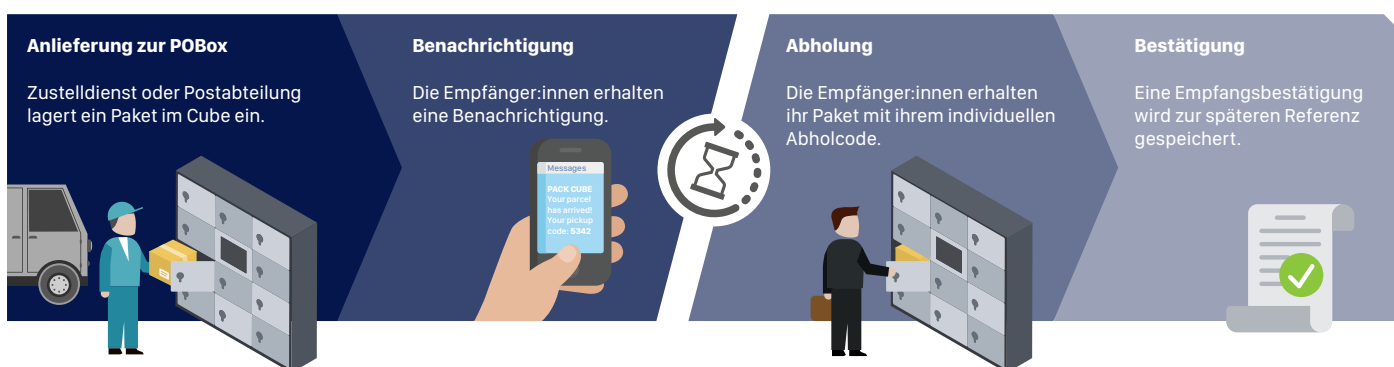 Anlieferung zur POBox
Zustelldienst oder Postabteilung
lagert ein Paket im Cube ein.
Benachrichtigung
Die Empfänger:innen erhalten
eine Benachrichtigung.
Messages
PACK CUBE
Your parcel
has arrived!
Your pickup
code: 5342
Abholung
Die Empfänger:innen erhalten
ihr Paket mit ihrem individuellen
Abholcode.
Bestätigung
Eine Empfangsbestätigung
wird zur späteren Referenz
gespeichert.